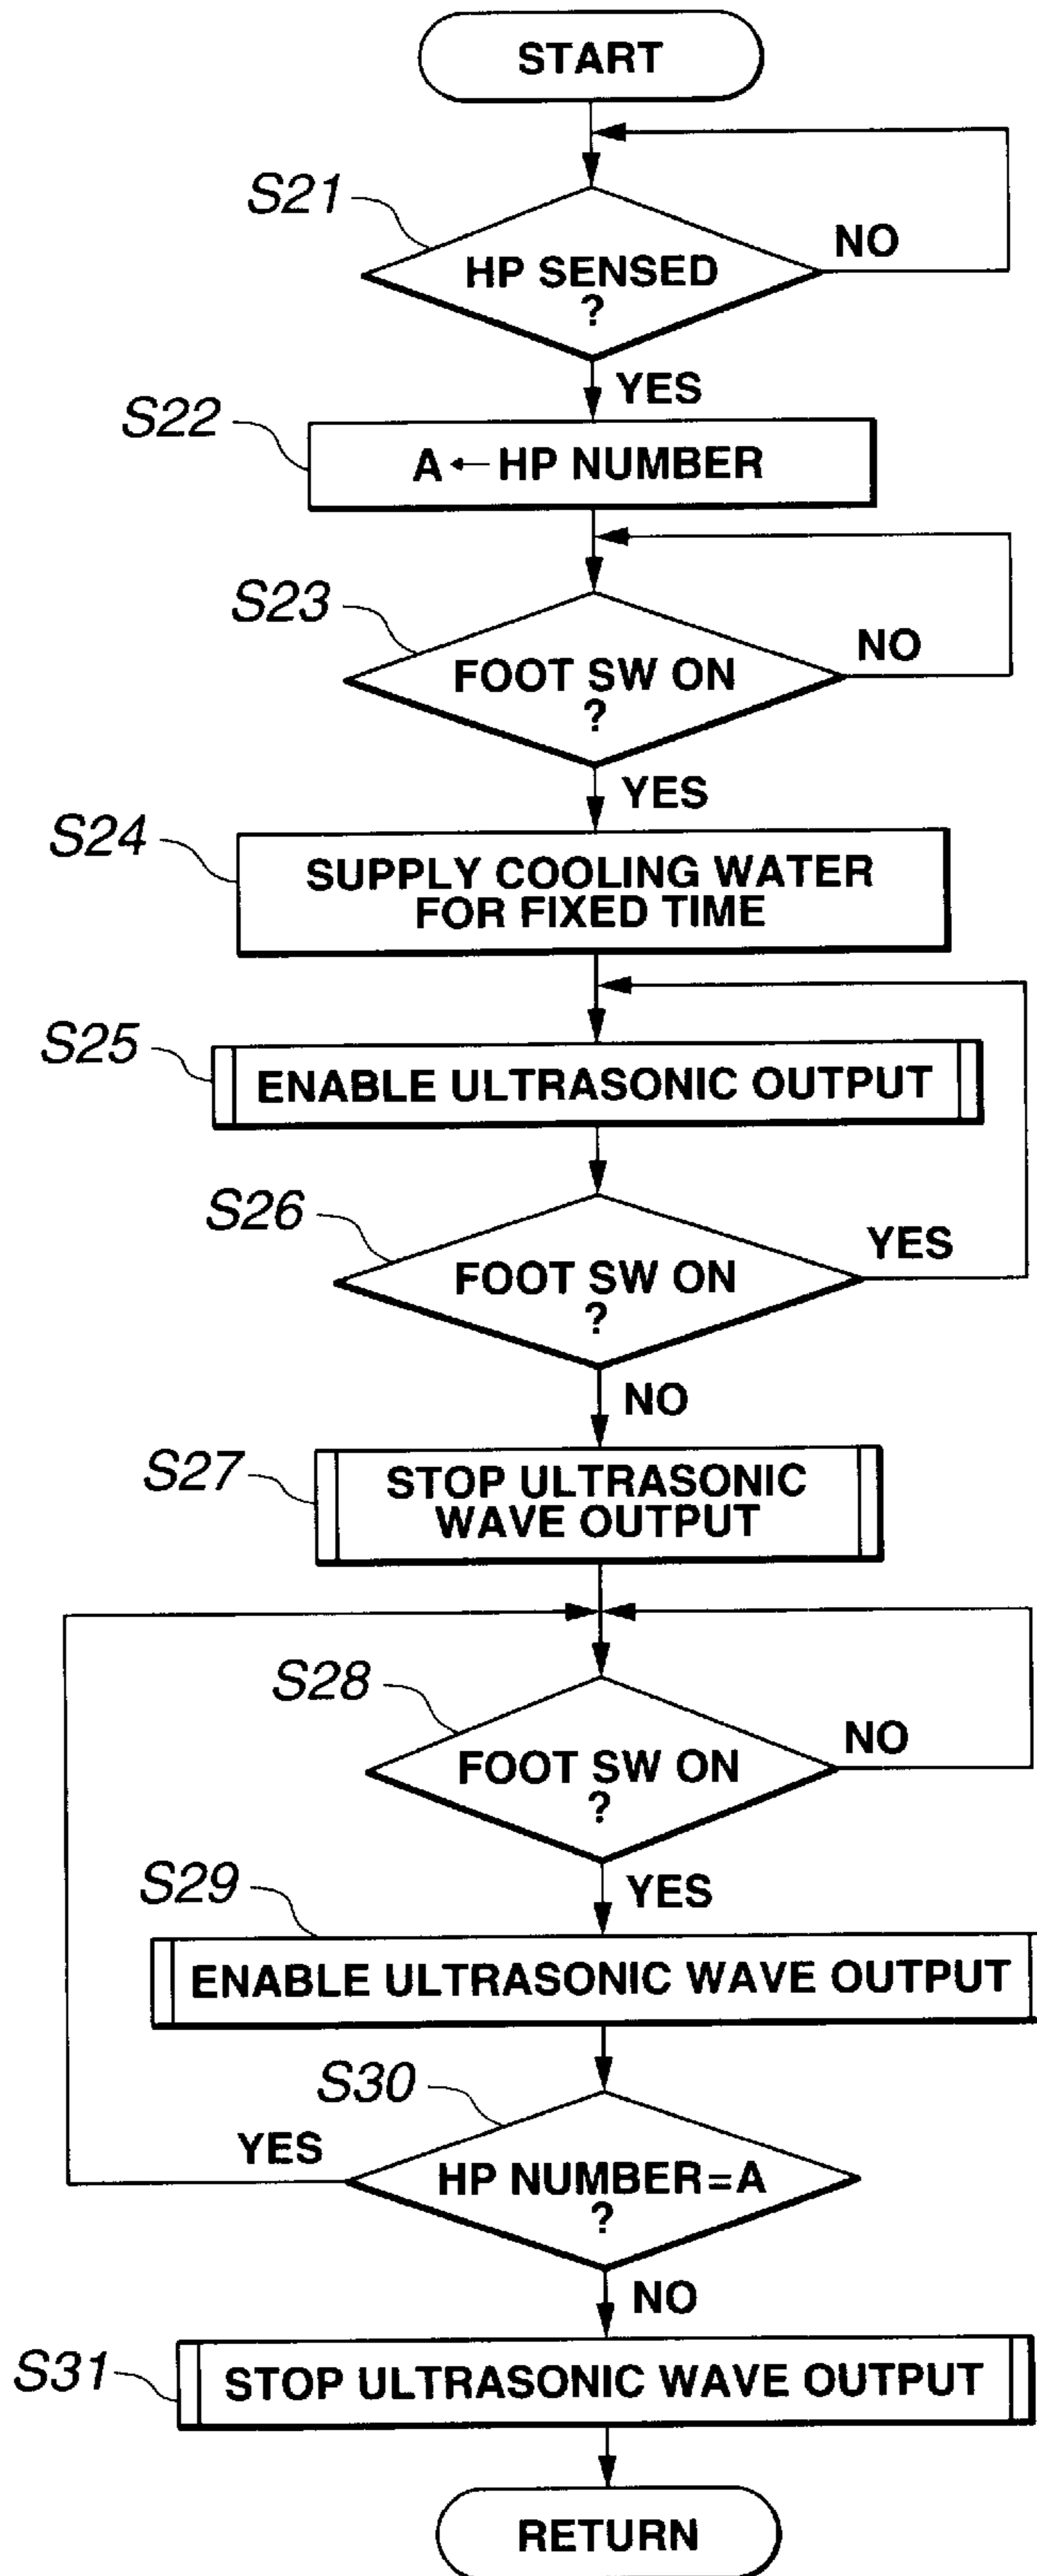 START
S21
HP SENSED
?
NO
YES
S22
A ← HP NUMBER
S23
FOOT SW ON
?
NO
YES
S24
SUPPLY COOLING WATER
FOR FIXED TIME
S25
ENABLE ULTRASONIC OUTPUT
S26
FOOT SW ON
?
YES
NO
S27
STOP ULTRASONIC
WAVE OUTPUT
S28
FOOT SW ON
?
NO
YES
S29
ENABLE ULTRASONIC WAVE OUTPUT
S30
YES
HP NUMBER=A
?
NO
S31
STOP ULTRASONIC WAVE OUTPUT
RETURN